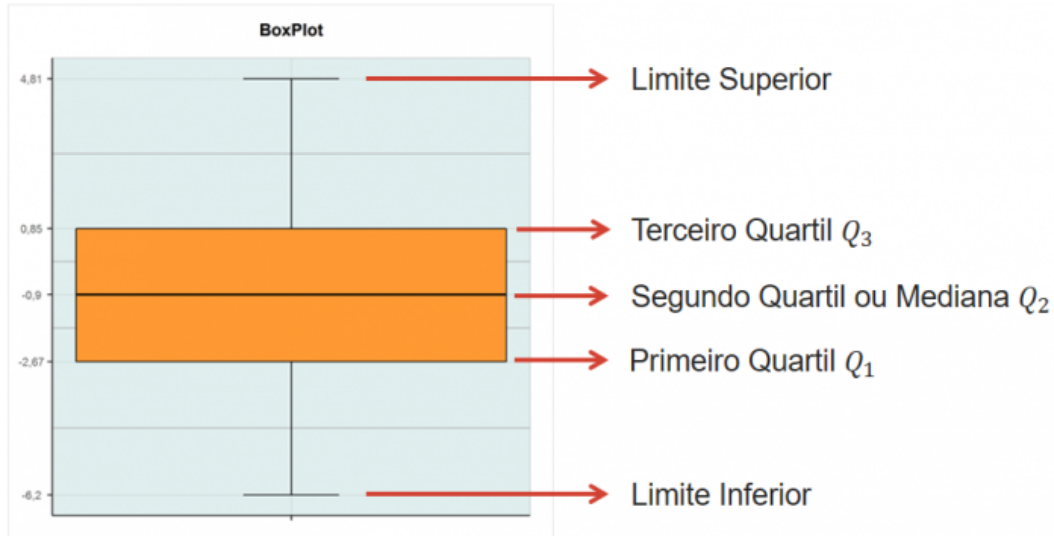 BoxPlot
4,81
Limite Superior
0,85
Terceiro Quartil Q3
-0,9
Segundo Quartil ou Mediana Q2
-2,67
Primeiro Quartil Q1
-6,2
Limite Inferior